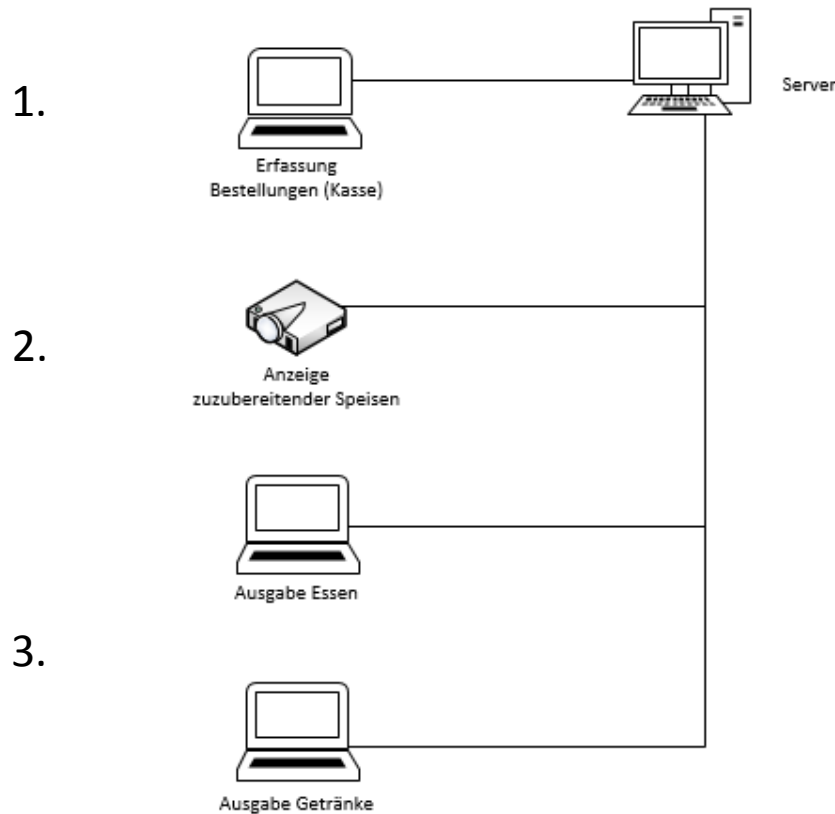 Server
1.
Erfassung
Bestellungen (Kasse)
2.
Anzeige
zuzubereitender Speisen
Ausgabe Essen
3.
Ausgabe Getränke